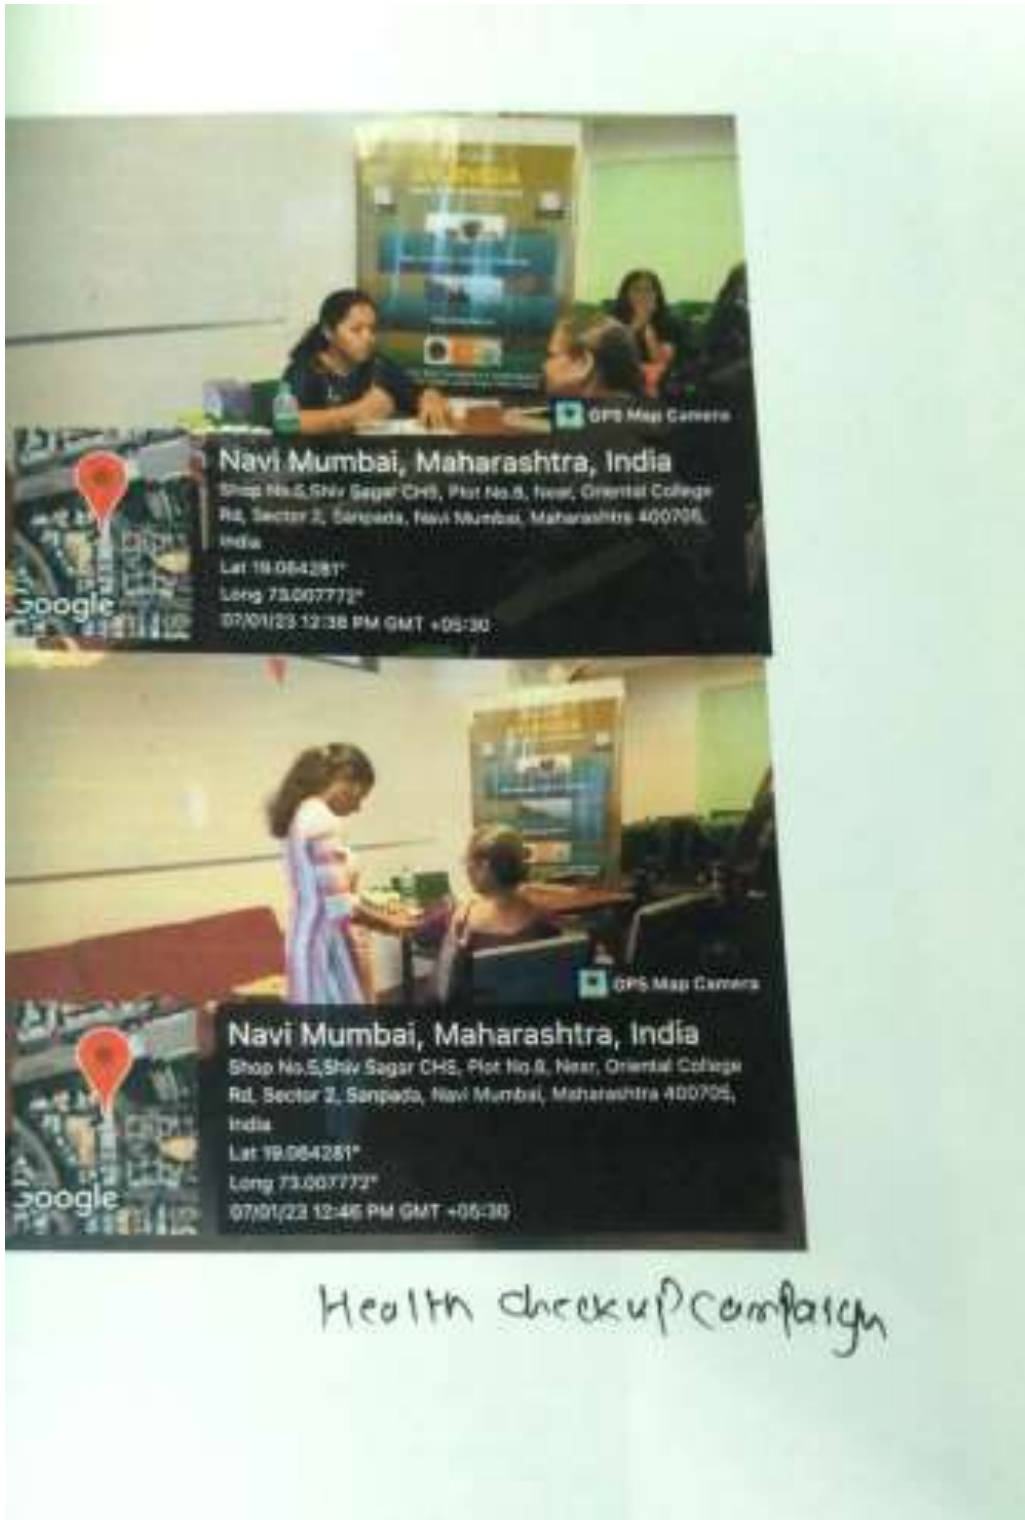 GPS Map Camera
Navi Mumbai, Maharashtra, India
Shop No.5,Shiv Sagar CHS, Plot No.8, Near, Oriental College
Rd, Sector 2, Sanpada, Navi Mumbai, Maharashtra 400705,
India
Lat 19.064281°
Long 73.007772°
07/01/23 12:38 PM GMT +05:30
Google
GPS Map Camera
Navi Mumbai, Maharashtra, India
Shop No.5,Shiv Sagar CHS, Plot No.8, Near, Oriental College
Rd, Sector 2, Sanpada, Navi Mumbai, Maharashtra 400705,
India
Lat 19.064281°
Long 73.007772°
07/01/23 12:46 PM GMT +05:30
Google
Health checkup campaign